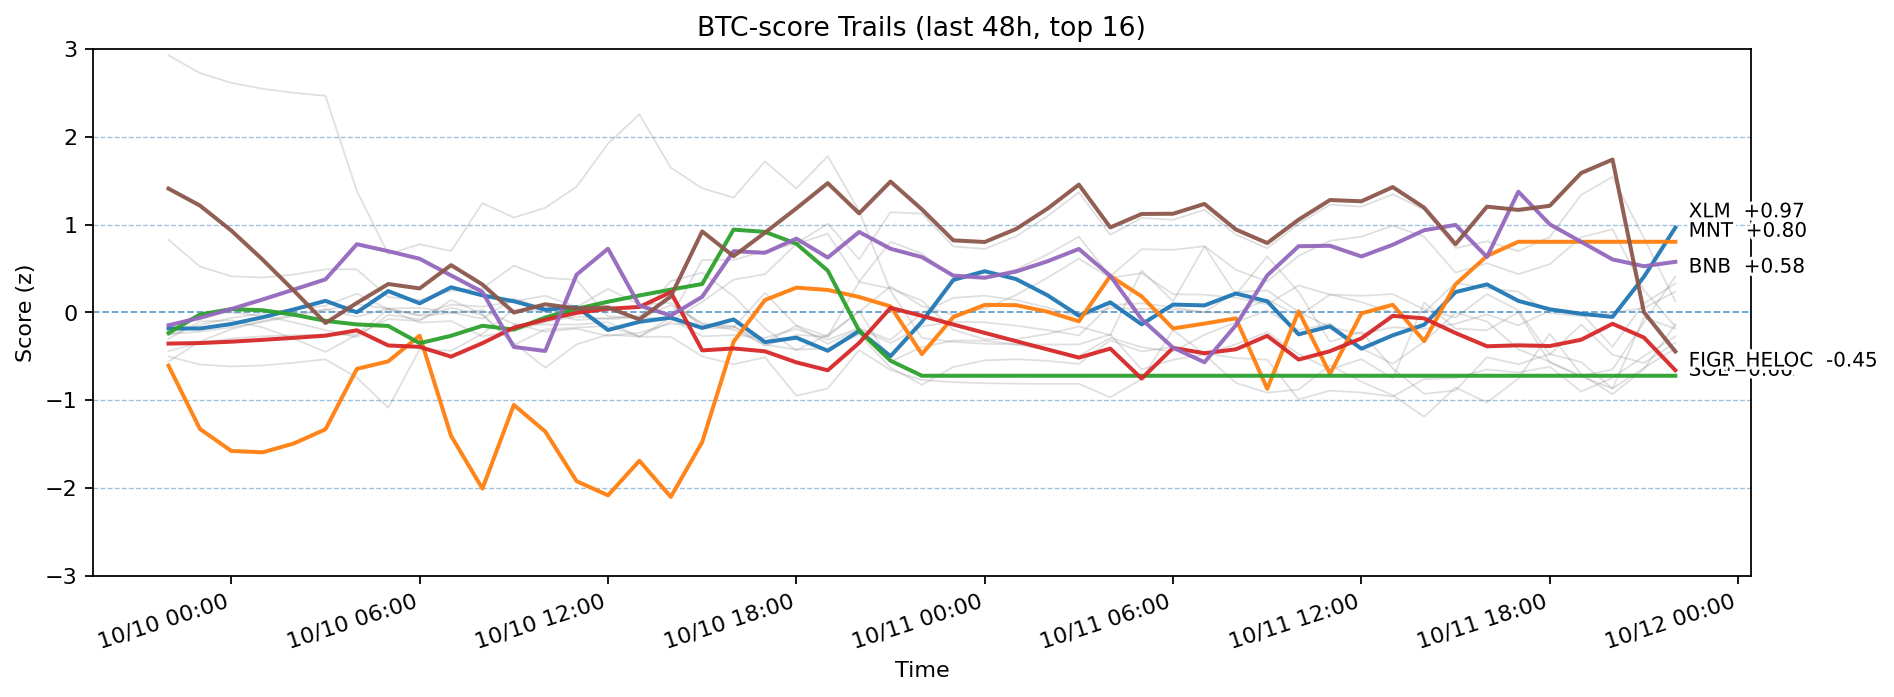 BTC-score Trails (last 48h, top 16)
Score (z)
3
2
1
0
−1
−2
−3
XLM +0.97
MNT +0.80
BNB +0.58
FIGR_HELOC -0.45
10/10 00:00
10/10 06:00
10/10 12:00
10/10 18:00
10/11 00:00
10/11 06:00
10/11 12:00
10/11 18:00
10/12 00:00
Time